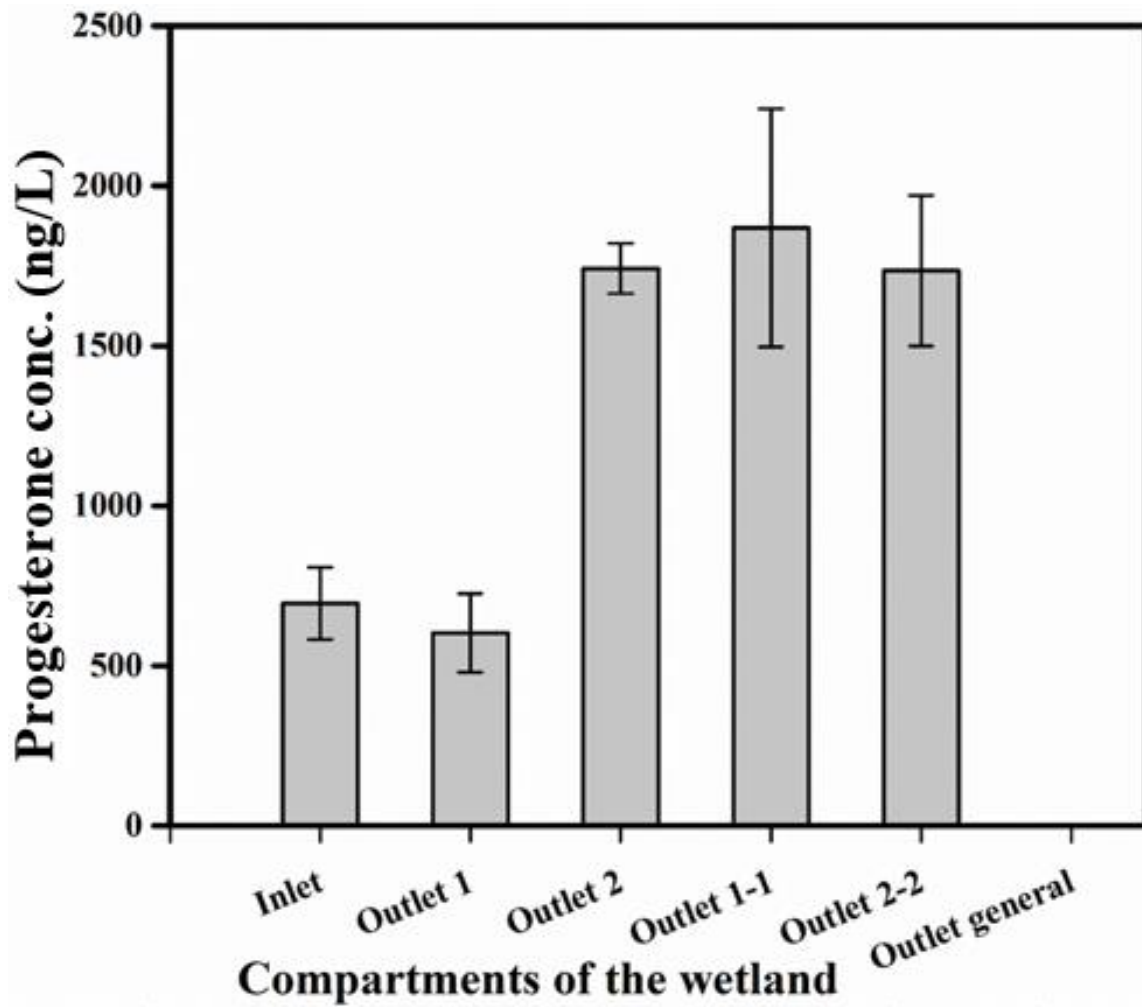 2500
2000
1500
1000
500
0
Progesterone conc. (ng/L)
Inlet
Outlet 1
Outlet 2
Outlet 1-1
Outlet 2-2
Outlet general
Compartments of the wetland